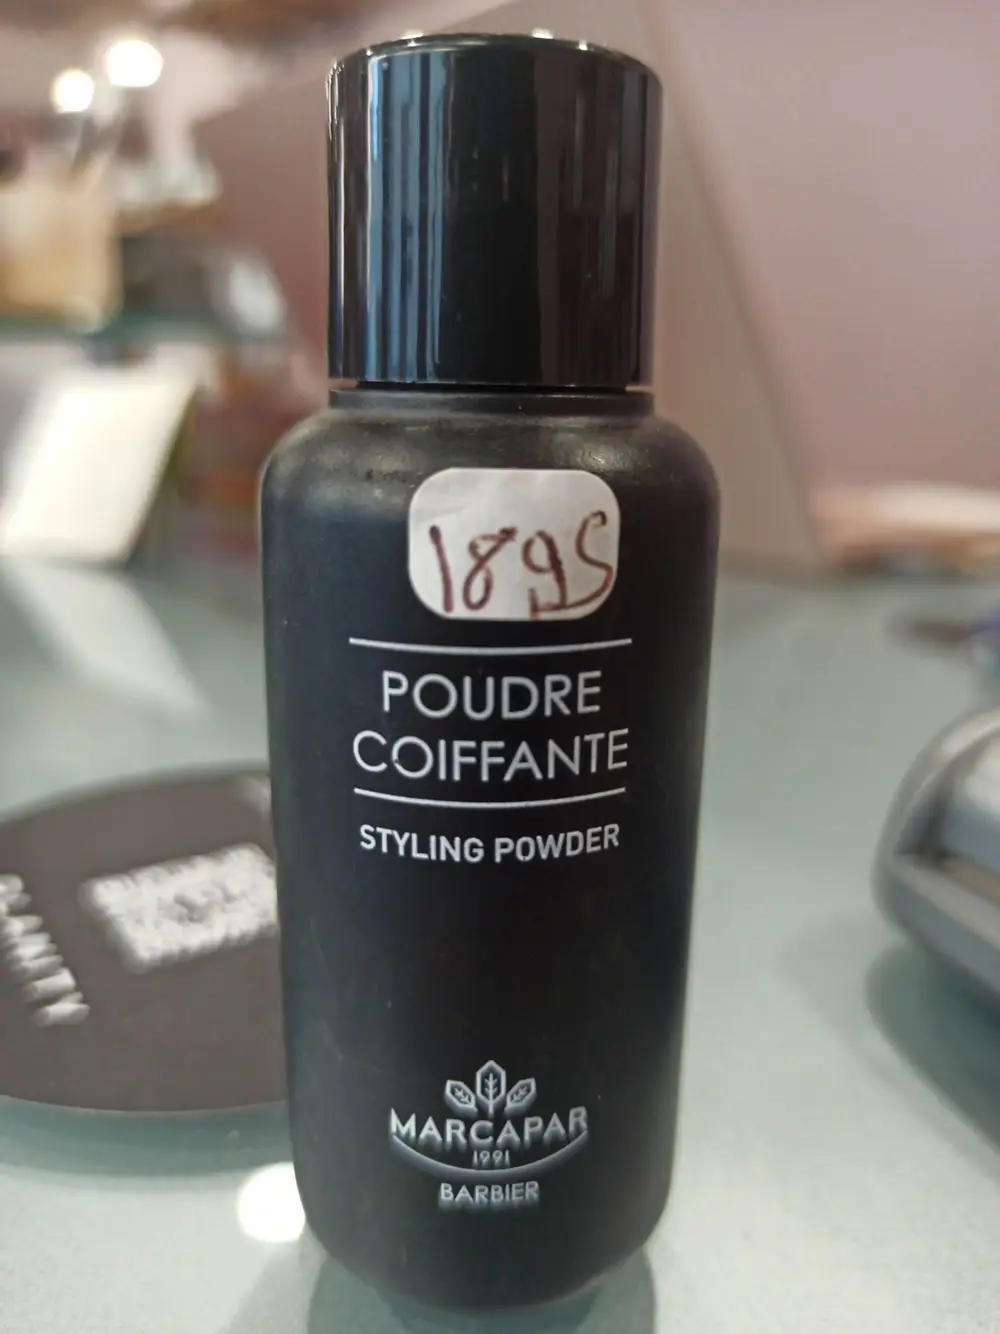 1895
POUDRE
COIFFANTE
STYLING POWDER
MARCAPAR
1991
BARBIER